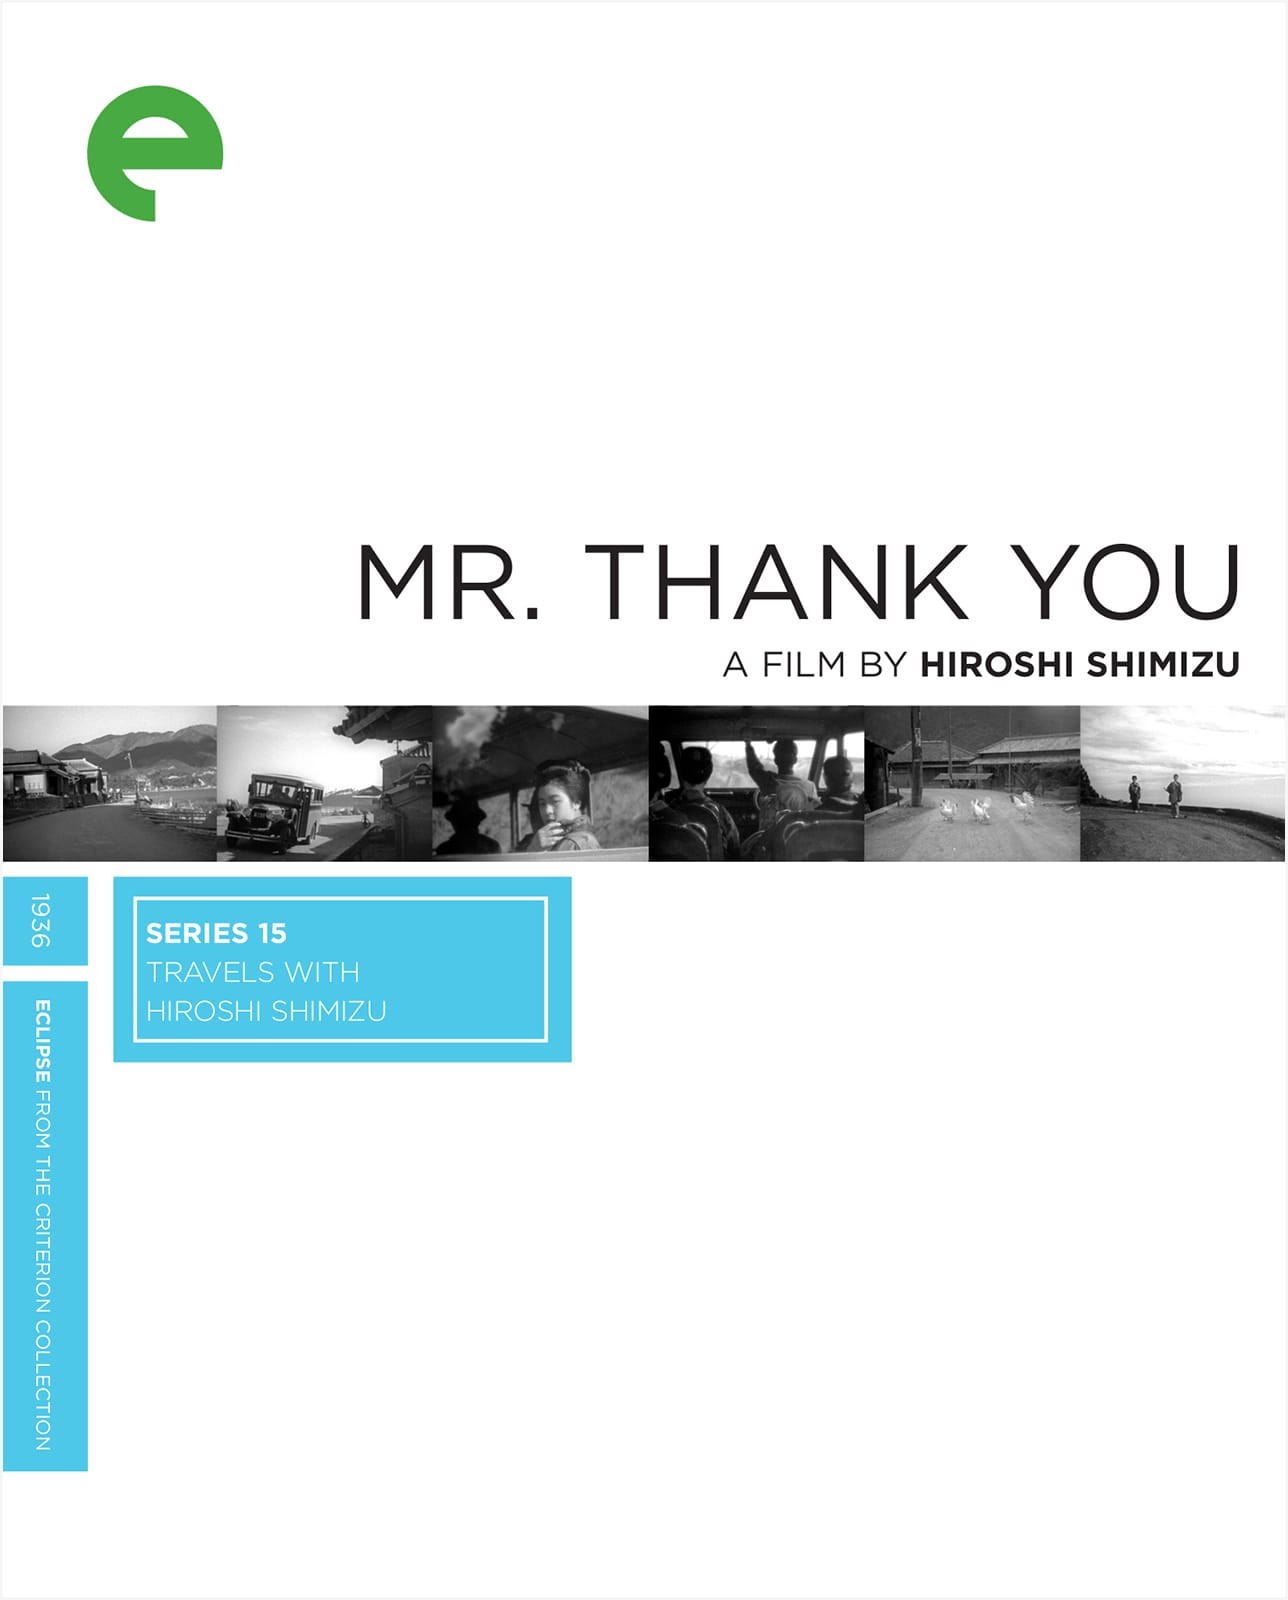 e
MR. THANK YOU
A FILM BY HIROSHI SHIMIZU
1936
SERIES 15
TRAVELS WITH
HIROSHI SHIMIZU
ECLIPSE FROM THE CRITERION COLLECTION